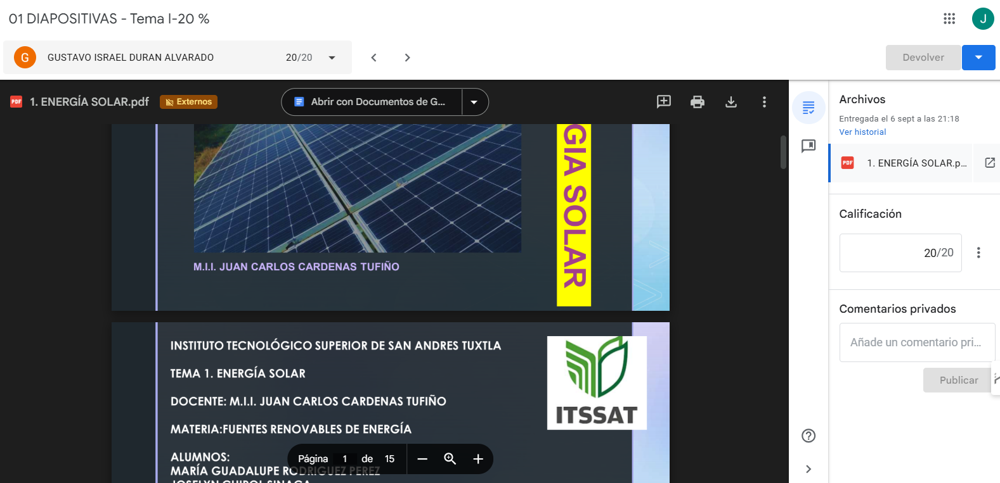 01 DIAPOSITIVAS - Tema I-20 %
J
G
GUSTAVO ISRAEL DURAN ALVARADO
20/20
Devolver
PDF
1. ENERGÍA SOLAR.pdf
Externos
Abrir con Documentos de G...
GIA SOLAR
M.I.I. JUAN CARLOS CARDENAS TUFIÑO
INSTITUTO TECNOLÓGICO SUPERIOR DE SAN ANDRES TUXTLA
TEMA 1. ENERGÍA SOLAR
DOCENTE: M.I.I. JUAN CARLOS CARDENAS TUFIÑO
MATERIA:FUENTES RENOVABLES DE ENERGÍA
ALUMNOS:
MARÍA GUADALUPE RODRIGUEZ PEREZ
ITSSAT
Página 1 de 15
Archivos
Entregada el 6 sept a las 21:18
Ver historial
PDF
1. ENERGÍA SOLAR.p...
Calificación
20/20
Comentarios privados
Añade un comentario pri...
Publicar